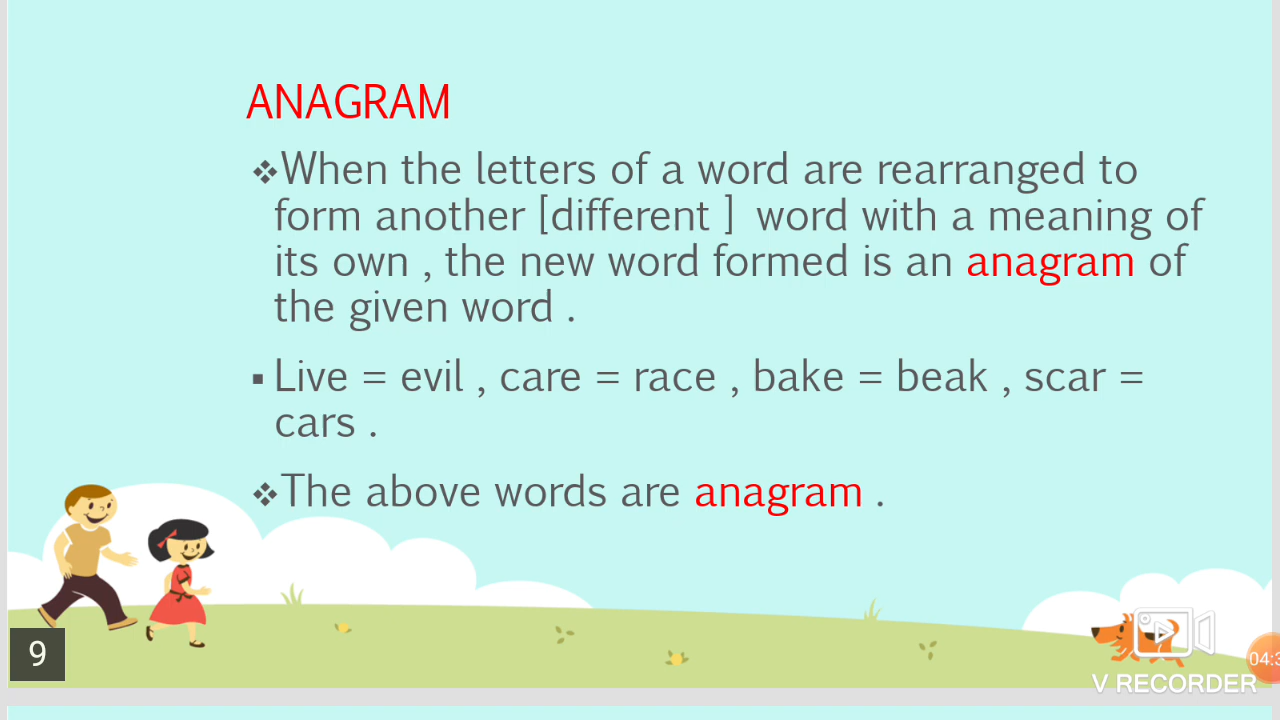 ANAGRAM
❖When the letters of a word are rearranged to
form another [different ] word with a meaning of
its own , the new word formed is an anagram of
the given word .
▪ Live = evil , care = race , bake = beak , scar =
cars .
❖The above words are anagram .
9
V RECORDER